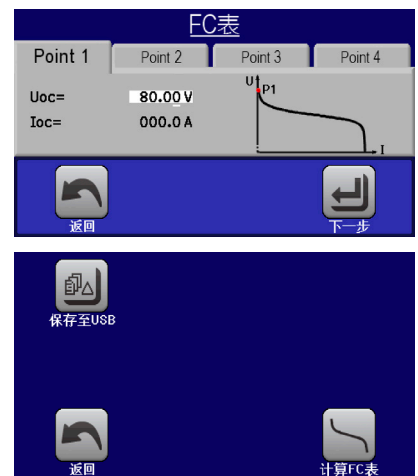 FC表
Point 1 Point 2 Point 3 Point 4
Uoc= 80.00 V
Ioc= 000.0 A
U P1
I
返回 下一步
保存至USB
返回 计算FC表